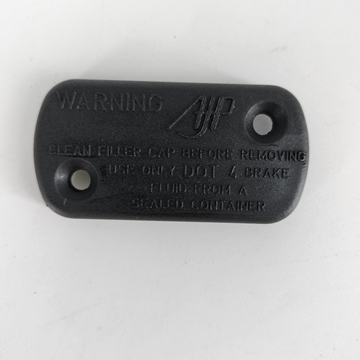 WARNING AJP
CLEAN FILLER CAP BEFORE REMOVING
USE ONLY DOT 4 BRAKE
FLUID FROM A
SEALED CONTAINER